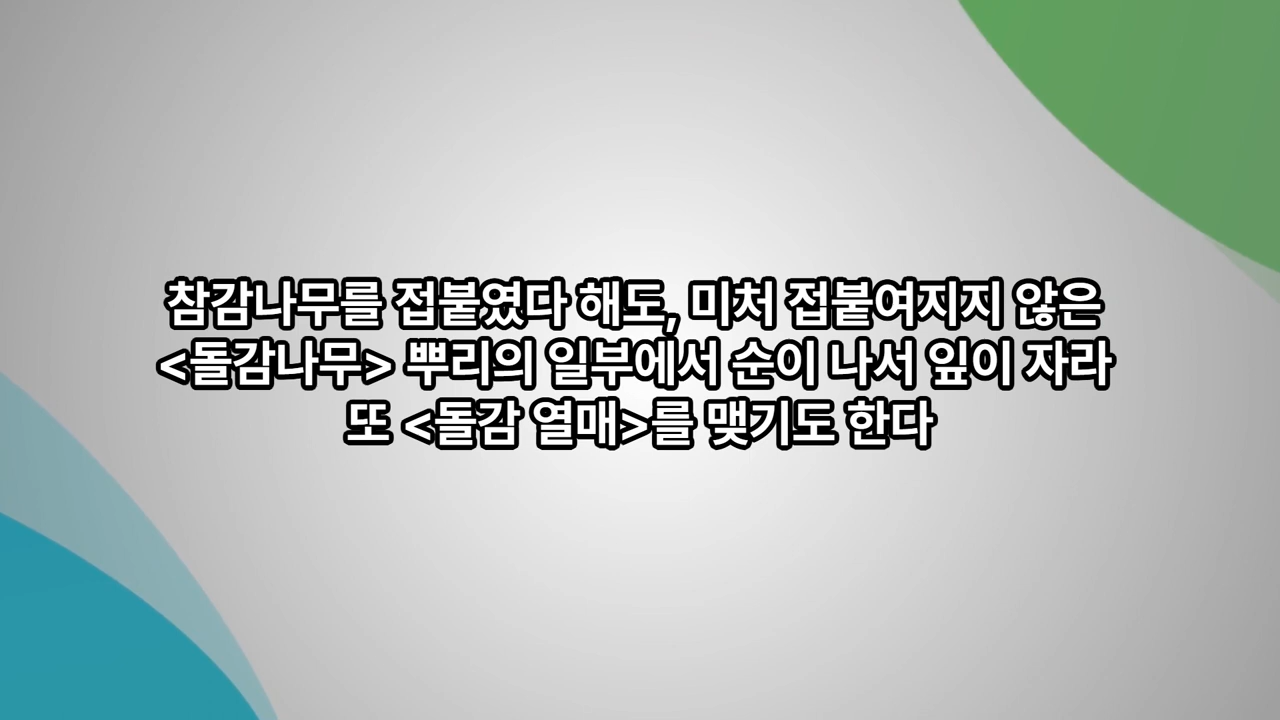 참감나무를 접붙였다 해도, 미처 접붙여지지 않은
<돌감나무> 뿌리의 일부에서 순이 나서 잎이 자라
또 <돌감 열매>를 맺기도 한다